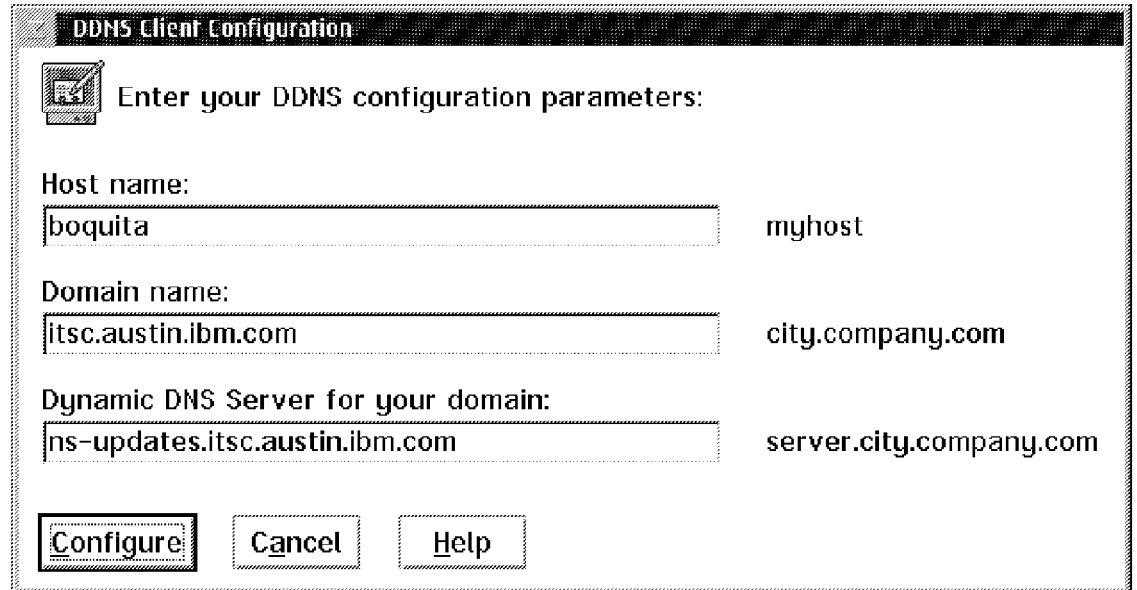 DDNS Client Configuration
Enter your DDNS configuration parameters:
Host name:
boquita myhost
Domain name:
itsc.austin.ibm.com city.company.com
Dynamic DNS Server for your domain:
ns-updates.itsc.austin.ibm.com server.city.company.com
Configure Cancel Help